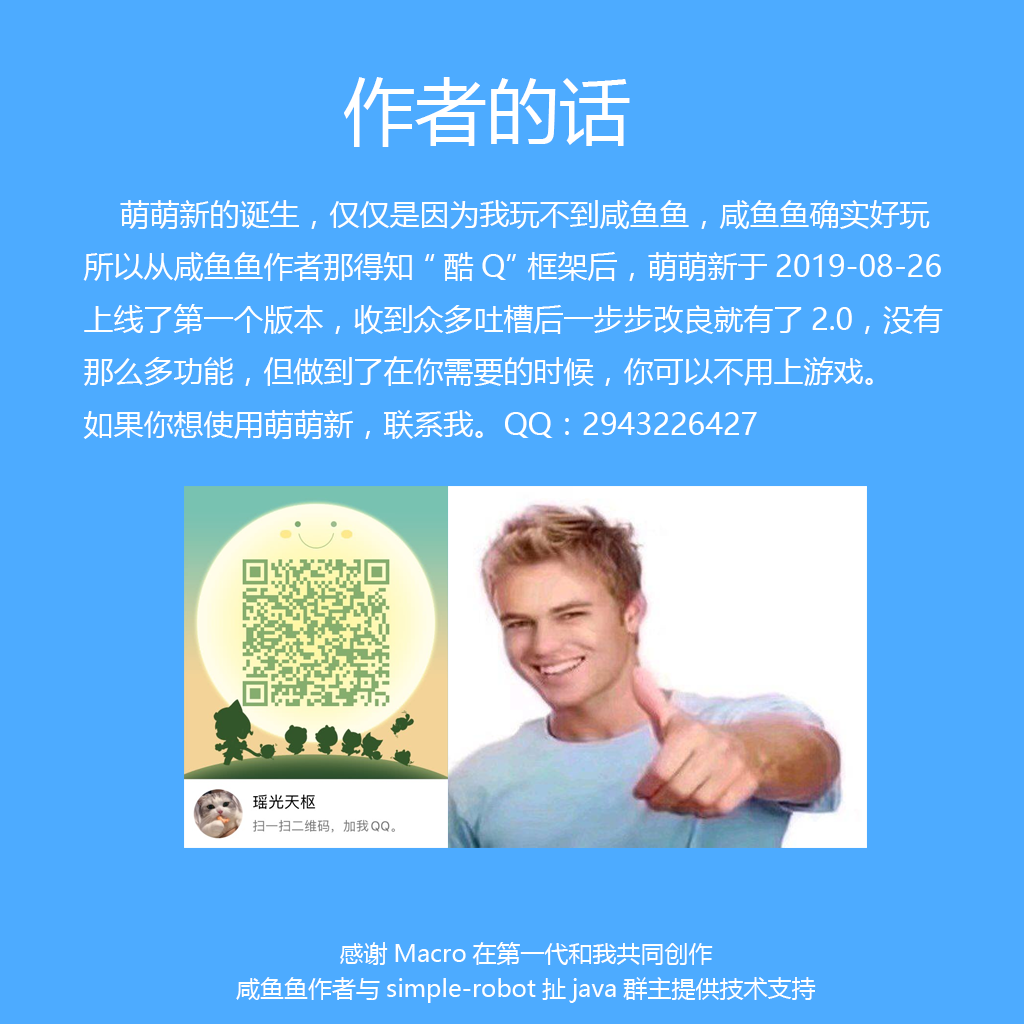 作者的话
萌萌新的诞生，仅仅是因为我玩不到咸鱼鱼，咸鱼鱼确实好玩
所以从咸鱼鱼作者那得知“酷 Q”框架后，萌萌新于 2019-08-26
上线了第一个版本，收到众多吐槽后一步步改良就有了 2.0，没有
那么多功能，但做到了在你需要的时候，你可以不用上游戏。
如果你想使用萌萌新，联系我。QQ：2943226427
瑶光天枢
扫一扫二维码，加我QQ。
感谢 Macro 在第一代和我共同创作
咸鱼鱼作者与 simple-robot 扯 java 群主提供技术支持